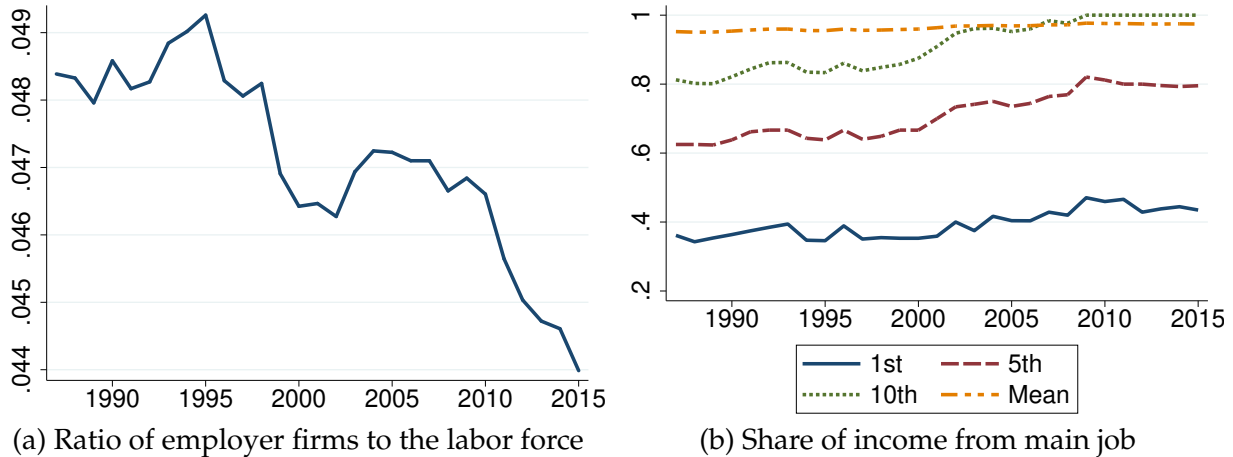 .049
.048
.047
.046
.045
.044
1990 1995 2000 2005 2010 2015
(a) Ratio of employer firms to the labor force
1
.8
.6
.4
.2
1990 1995 2000 2005 2010 2015
1st 5th
10th Mean
(b) Share of income from main job